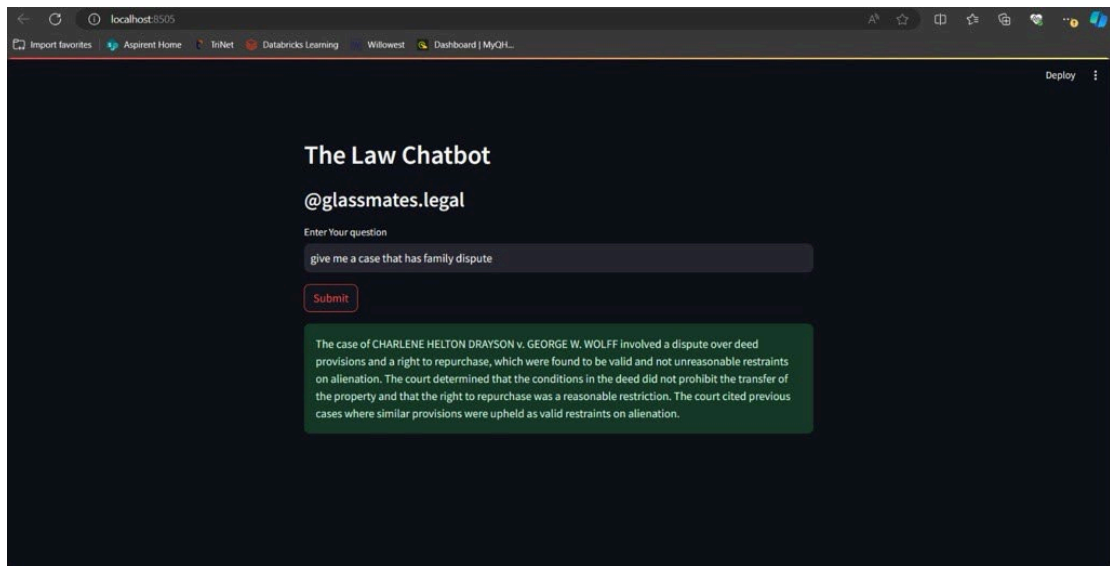 localhost:8505
Import favorites Aspirent Home TriNet Databricks Learning Willowest Dashboard | MyQH...
Deploy
The Law Chatbot
@glassmates.legal
Enter Your question
give me a case that has family dispute
Submit
The case of CHARLENE HELTON DRAYSON v. GEORGE W. WOLFF involved a dispute over deed
provisions and a right to repurchase, which were found to be valid and not unreasonable restraints
on alienation. The court determined that the conditions in the deed did not prohibit the transfer of
the property and that the right to repurchase was a reasonable restriction. The court cited previous
cases where similar provisions were upheld as valid restraints on alienation.